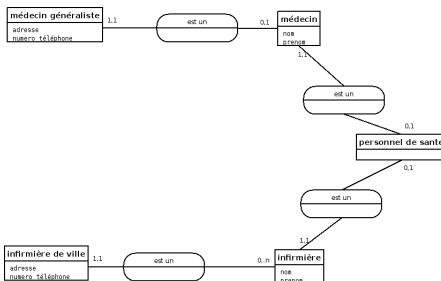 médecin généraliste
adresse
numero téléphone
1,1
est un
0,1
médecin
nom
prenom
1,1
est un
0,1
personnel de sante
0,1
est un
1,1
infirmière de ville
adresse
numero téléphone
1,1
est un
0..n
infirmière
nom
prenom